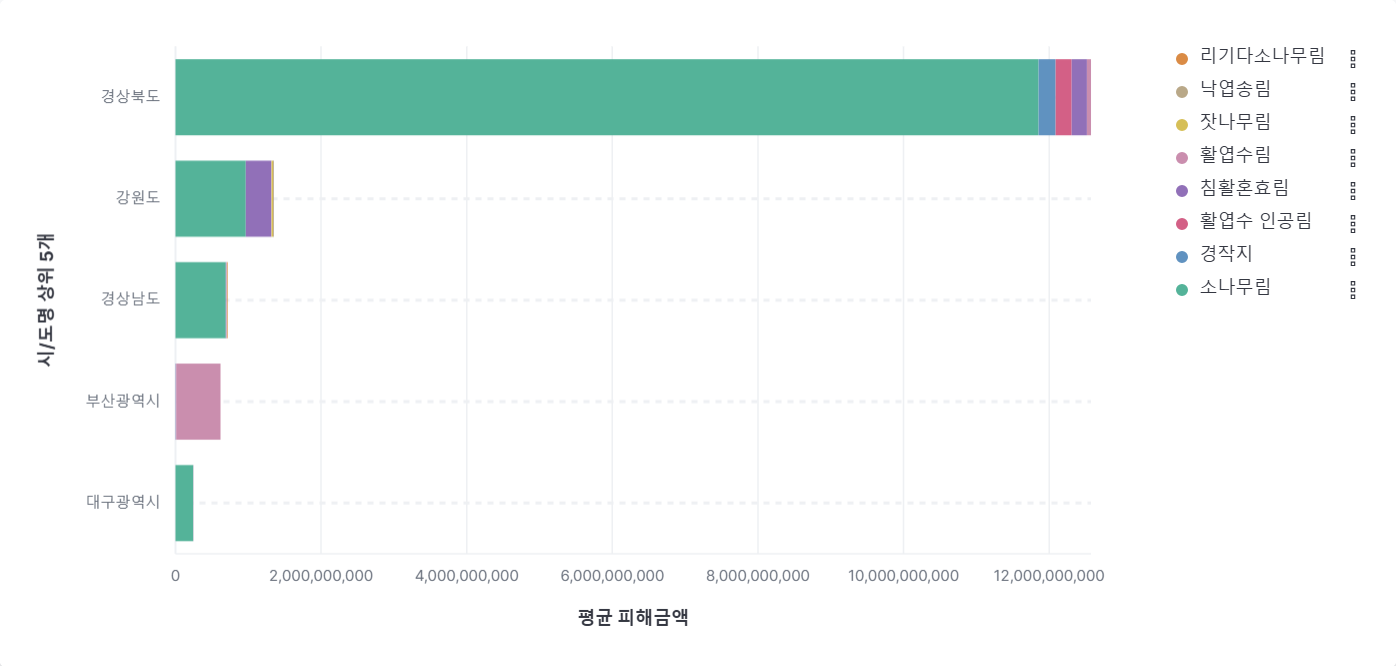 시/도명 상위 5개
경상북도
강원도
경상남도
부산광역시
대구광역시
0
2,000,000,000
4,000,000,000
6,000,000,000
8,000,000,000
10,000,000,000
12,000,000,000
평균 피해금액
리기다소나무림
낙엽송림
잣나무림
활엽수림
침활혼효림
활엽수 인공림
경작지
소나무림